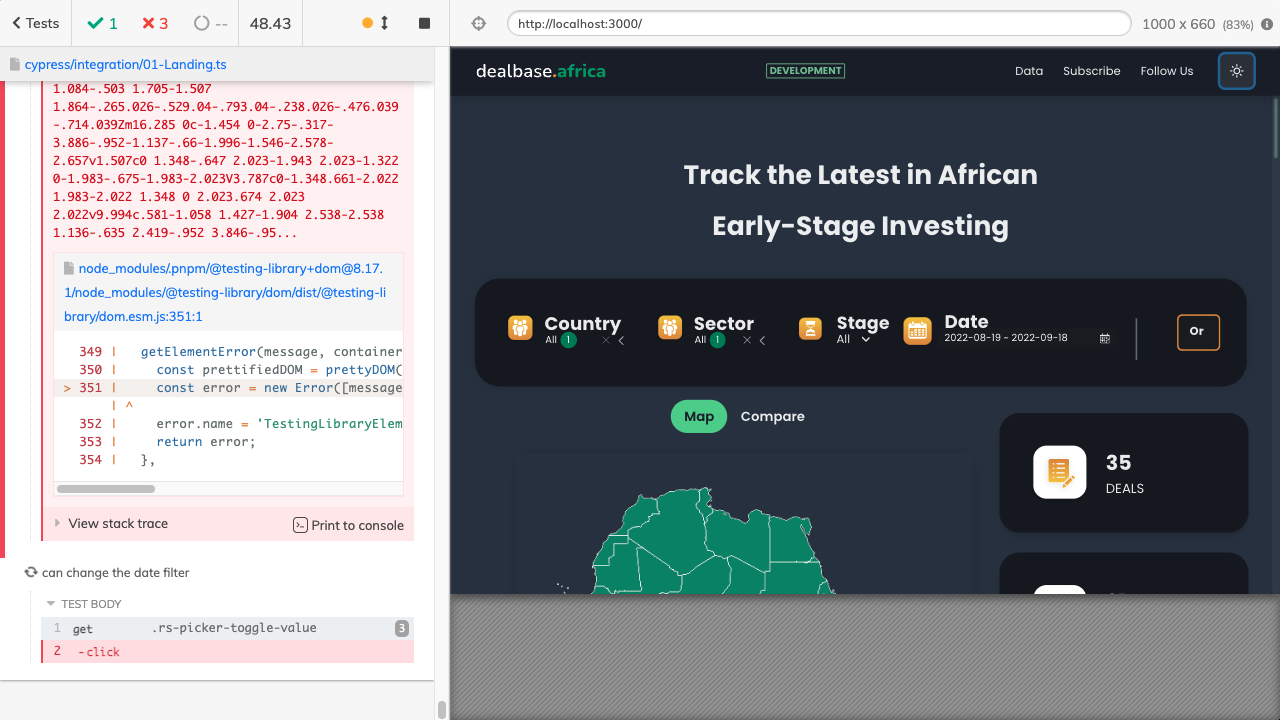 Tests
1
3
--
48.43
http://localhost:3000/
1000 x 660 (83%)
cypress/integration/01-Landing.ts
1.084-.503 1.705-1.507
1.864-.265.026-.529.04-.793.04-.238.026-.476.039
-.714.039Zm16.285 0c-1.454 0-2.75-.317-
3.886-.952-1.137-.66-1.996-1.546-2.578-
2.657v1.507c0 1.348-.647 2.023-1.943 2.023-1.322
0-1.983-.675-1.983-2.023V3.787c0-1.348.661-2.022
1.983-2.022 1.348 0 2.023.674 2.023
2.022v9.994c.581-1.058 1.427-1.904 2.538-2.538
1.136-.635 2.419-.952 3.846-.95...
node_modules/.pnpm/@testing-library+dom@8.17.
1/node_modules/@testing-library/dom/dist/@testing-li
brary/dom.esm.js:351:1
349 | getElementError(message, container
350 | const prettifiedDOM = prettyDOM(
> 351 | const error = new Error([message
| ^
352 | error.name = 'TestingLibraryElem
353 | return error;
354 | },
View stack trace
Print to console
can change the date filter
TEST BODY
1 get .rs-picker-toggle-value 3
2 -click
dealbase.africa
DEVELOPMENT
Data Subscribe Follow Us
Track the Latest in African
Early-Stage Investing
Country
All 1
Sector
All 1
Stage
All
Date
2022-08-19 ~ 2022-09-18
Or
Map Compare
35
DEALS